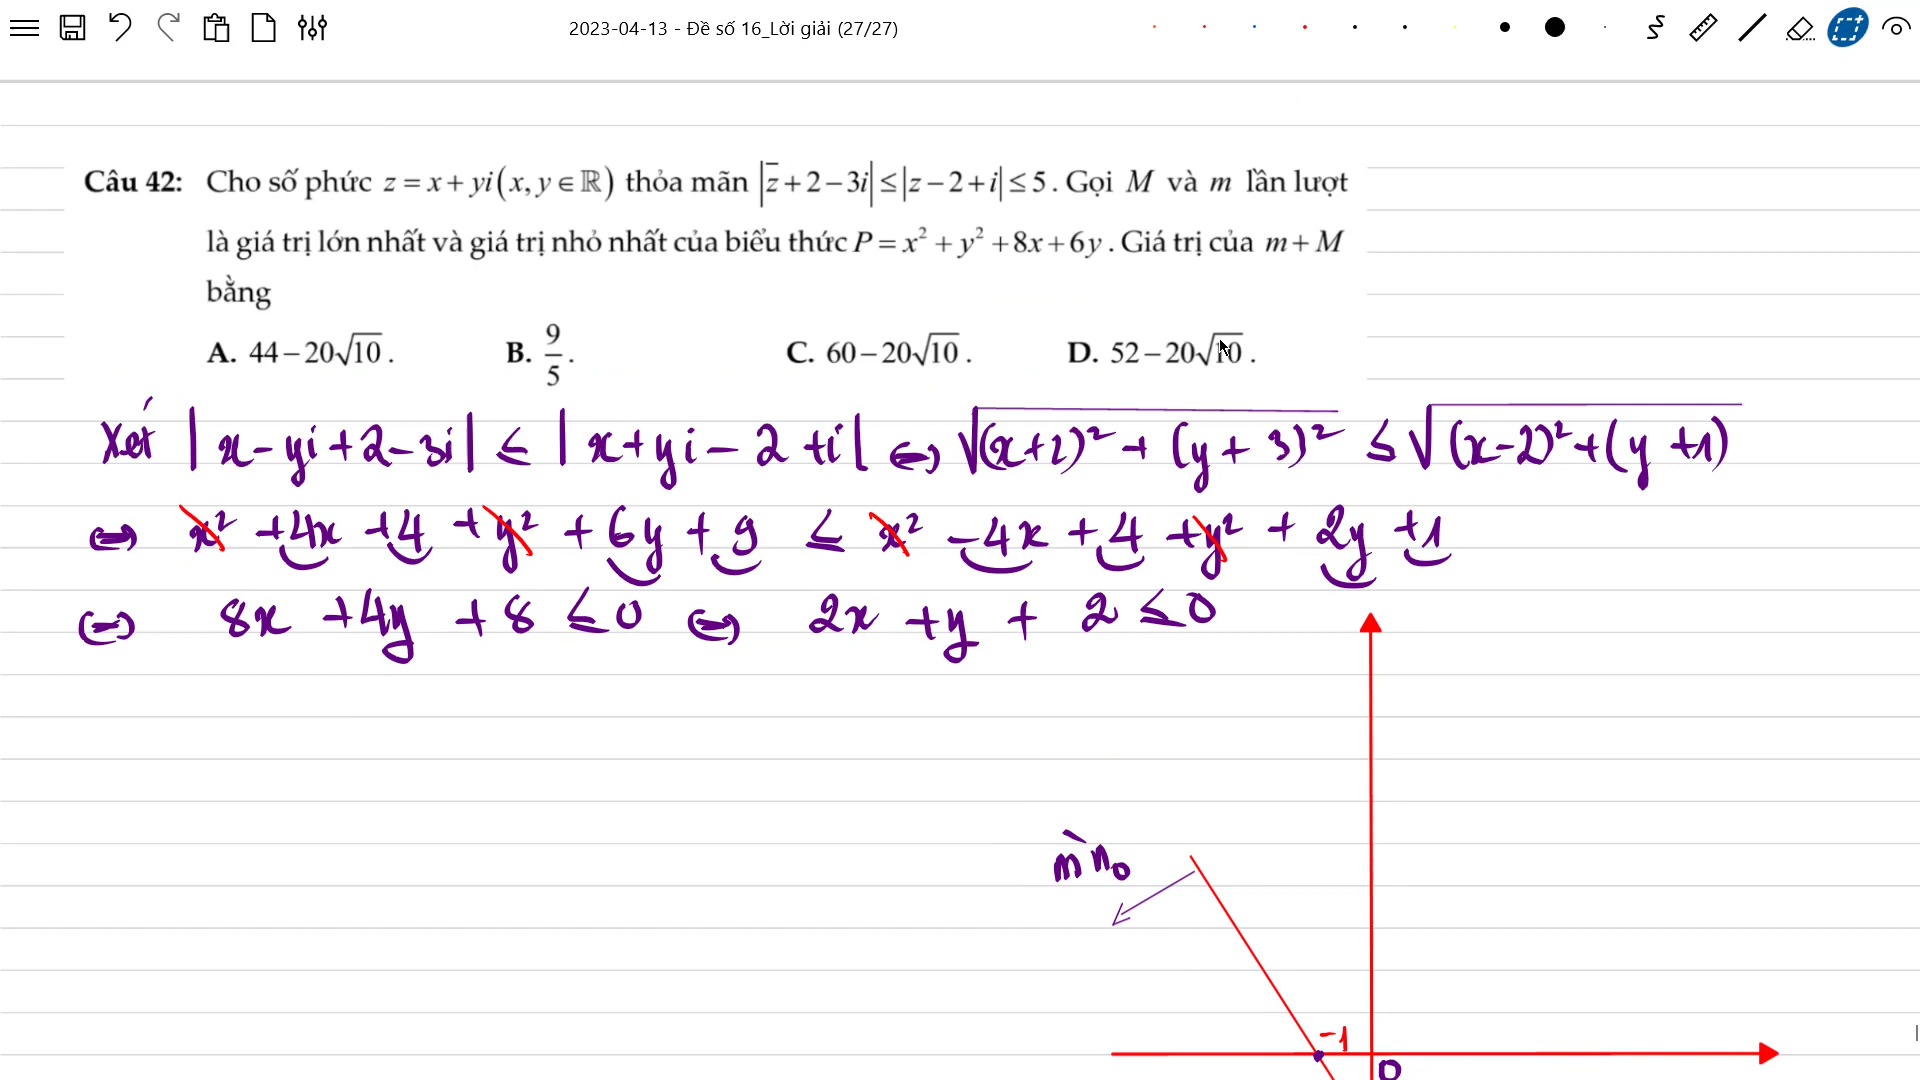 2023-04-13 - Đề số 16_Lời giải (27/27)
Câu 42: Cho số phức z = x + yi (x, y ∈ ℝ) thỏa mãn |z̅ + 2 − 3i| ≤ |z − 2 + i| ≤ 5. Gọi M và m lần lượt
là giá trị lớn nhất và giá trị nhỏ nhất của biểu thức P = x² + y² + 8x + 6y. Giá trị của m + M
bằng
A. 44 − 20√10. B. 9/5. C. 60 − 20√10. D. 52 − 20√10.
Xét |x − yi + 2 − 3i| ≤ |x + yi − 2 + i| ⇔ √(x+2)² + (y + 3)² ≤ √(x−2)² + (y + 1)
⇔ x² + 4x + 4 + y² + 6y + 9 ≤ x² − 4x + 4 + y² + 2y + 1
⇔ 8x + 4y + 8 ≤ 0 ⇔ 2x + y + 2 ≤ 0
−1
0